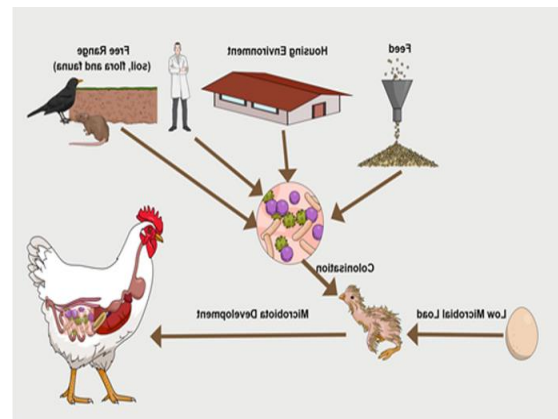 Free Range
(soil, flora and fauna)
Housing Environment
Feed
Colonisation
Low Microbial Load
Microbiota Development